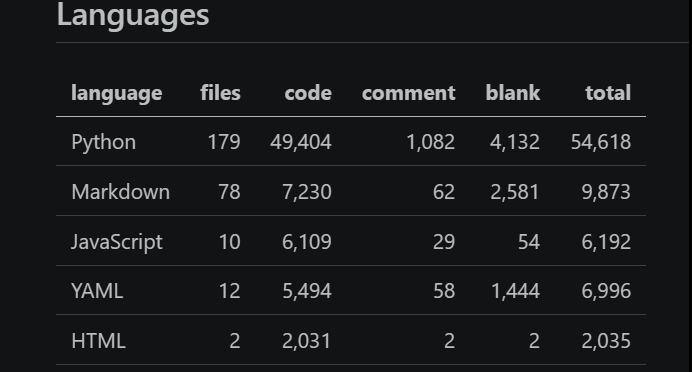 Languages
language files code comment blank total
Python 179 49,404 1,082 4,132 54,618
Markdown 78 7,230 62 2,581 9,873
JavaScript 10 6,109 29 54 6,192
YAML 12 5,494 58 1,444 6,996
HTML 2 2,031 2 2 2,035